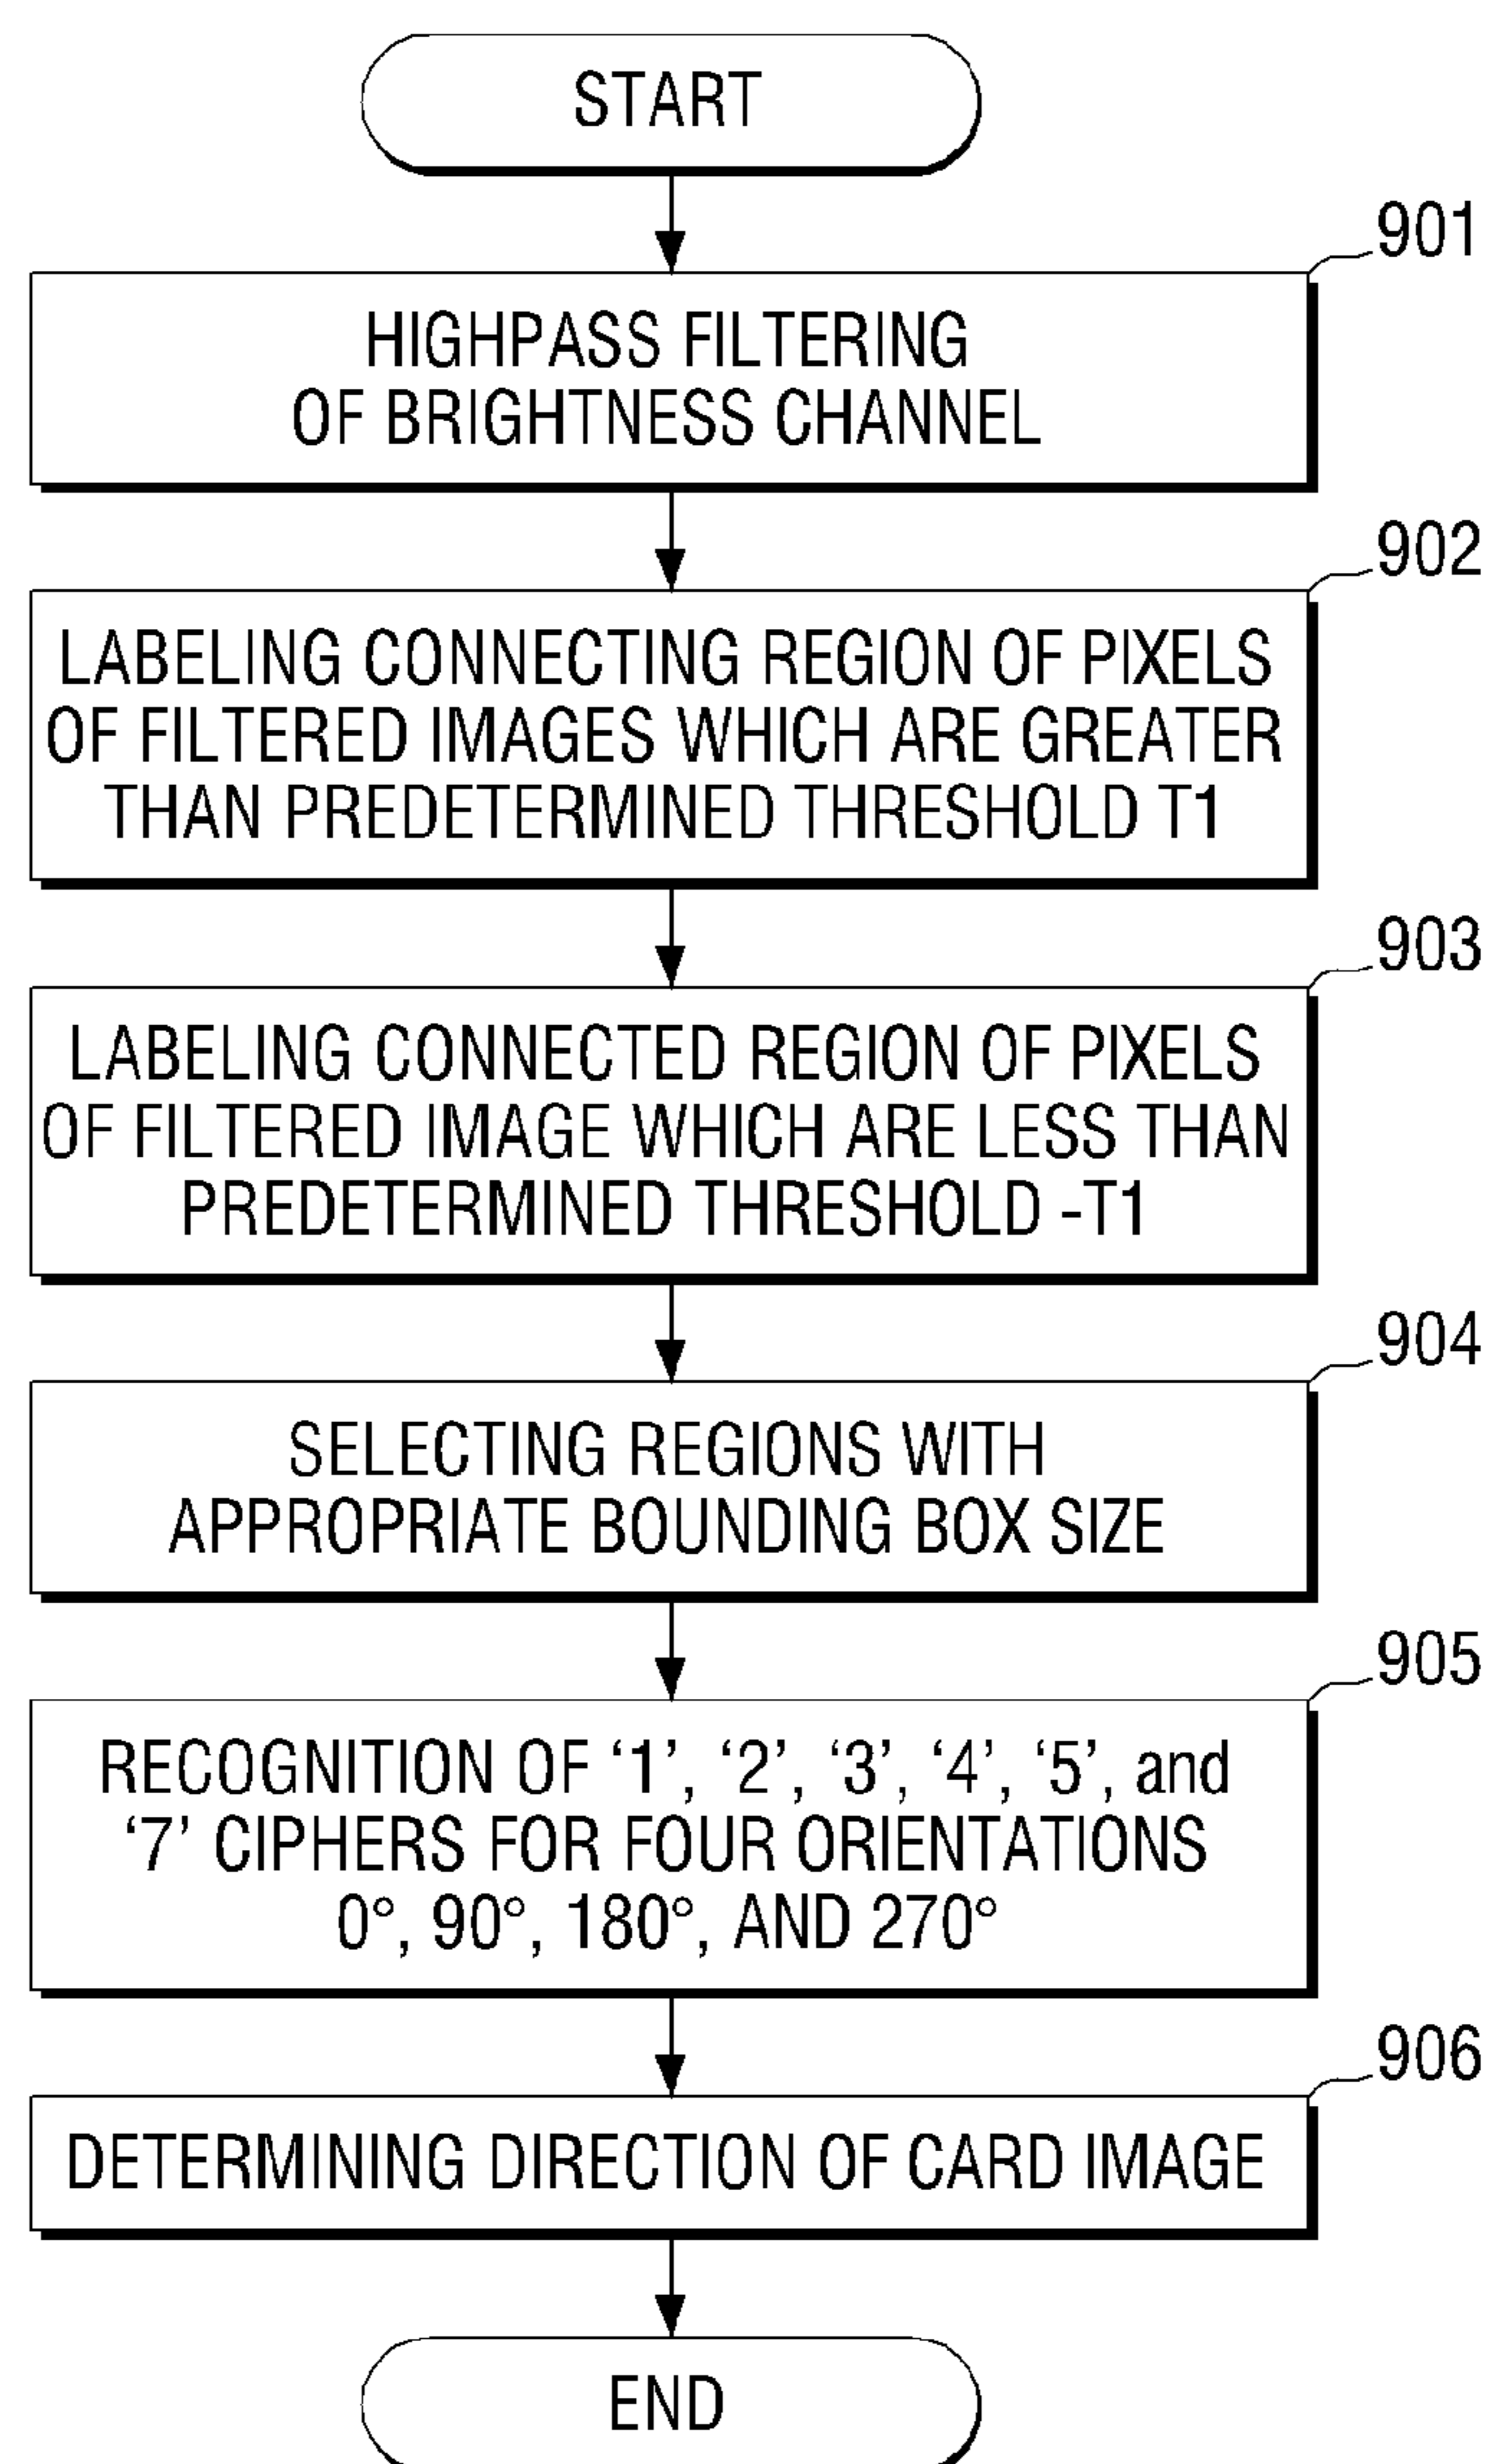 START
901
HIGHPASS FILTERING
OF BRIGHTNESS CHANNEL
902
LABELING CONNECTING REGION OF PIXELS
OF FILTERED IMAGES WHICH ARE GREATER
THAN PREDETERMINED THRESHOLD T1
903
LABELING CONNECTED REGION OF PIXELS
OF FILTERED IMAGE WHICH ARE LESS THAN
PREDETERMINED THRESHOLD -T1
904
SELECTING REGIONS WITH
APPROPRIATE BOUNDING BOX SIZE
905
RECOGNITION OF ‘1’, ‘2’, ‘3’, ‘4’, ‘5’, and
‘7’ CIPHERS FOR FOUR ORIENTATIONS
0°, 90°, 180°, AND 270°
906
DETERMINING DIRECTION OF CARD IMAGE
END